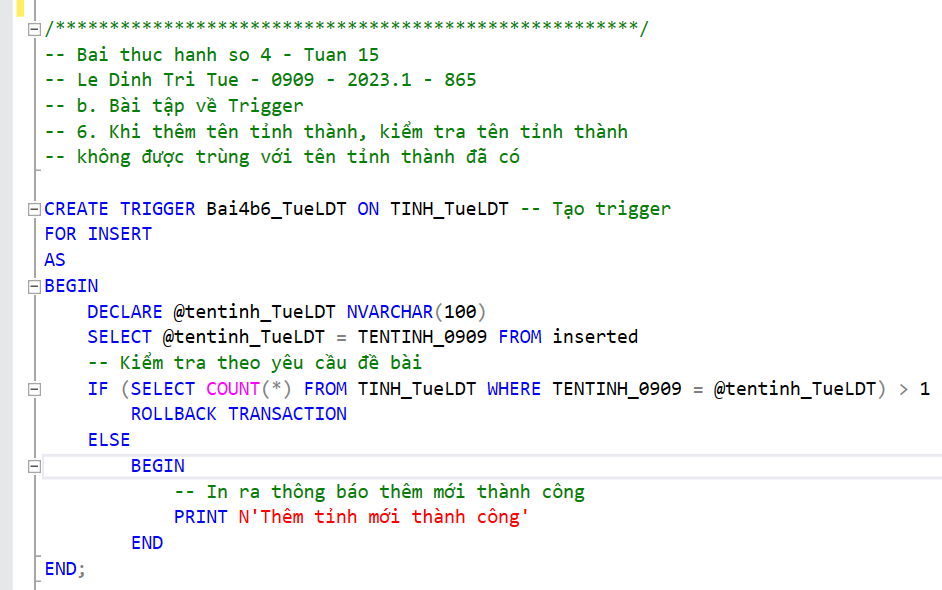 /******************************************************/
-- Bai thuc hanh so 4 - Tuan 15
-- Le Dinh Tri Tue - 0909 - 2023.1 - 865
-- b. Bài tập về Trigger
-- 6. Khi thêm tên tỉnh thành, kiểm tra tên tỉnh thành
-- không được trùng với tên tỉnh thành đã có
CREATE TRIGGER Bai4b6_TueLDT ON TINH_TueLDT -- Tạo trigger
FOR INSERT
AS
BEGIN
    DECLARE @tentinh_TueLDT NVARCHAR(100)
    SELECT @tentinh_TueLDT = TENTINH_0909 FROM inserted
    -- Kiểm tra theo yêu cầu đề bài
    IF (SELECT COUNT(*) FROM TINH_TueLDT WHERE TENTINH_0909 = @tentinh_TueLDT) > 1
        ROLLBACK TRANSACTION
    ELSE
        BEGIN
            -- In ra thông báo thêm mới thành công
            PRINT N'Thêm tỉnh mới thành công'
        END
END;